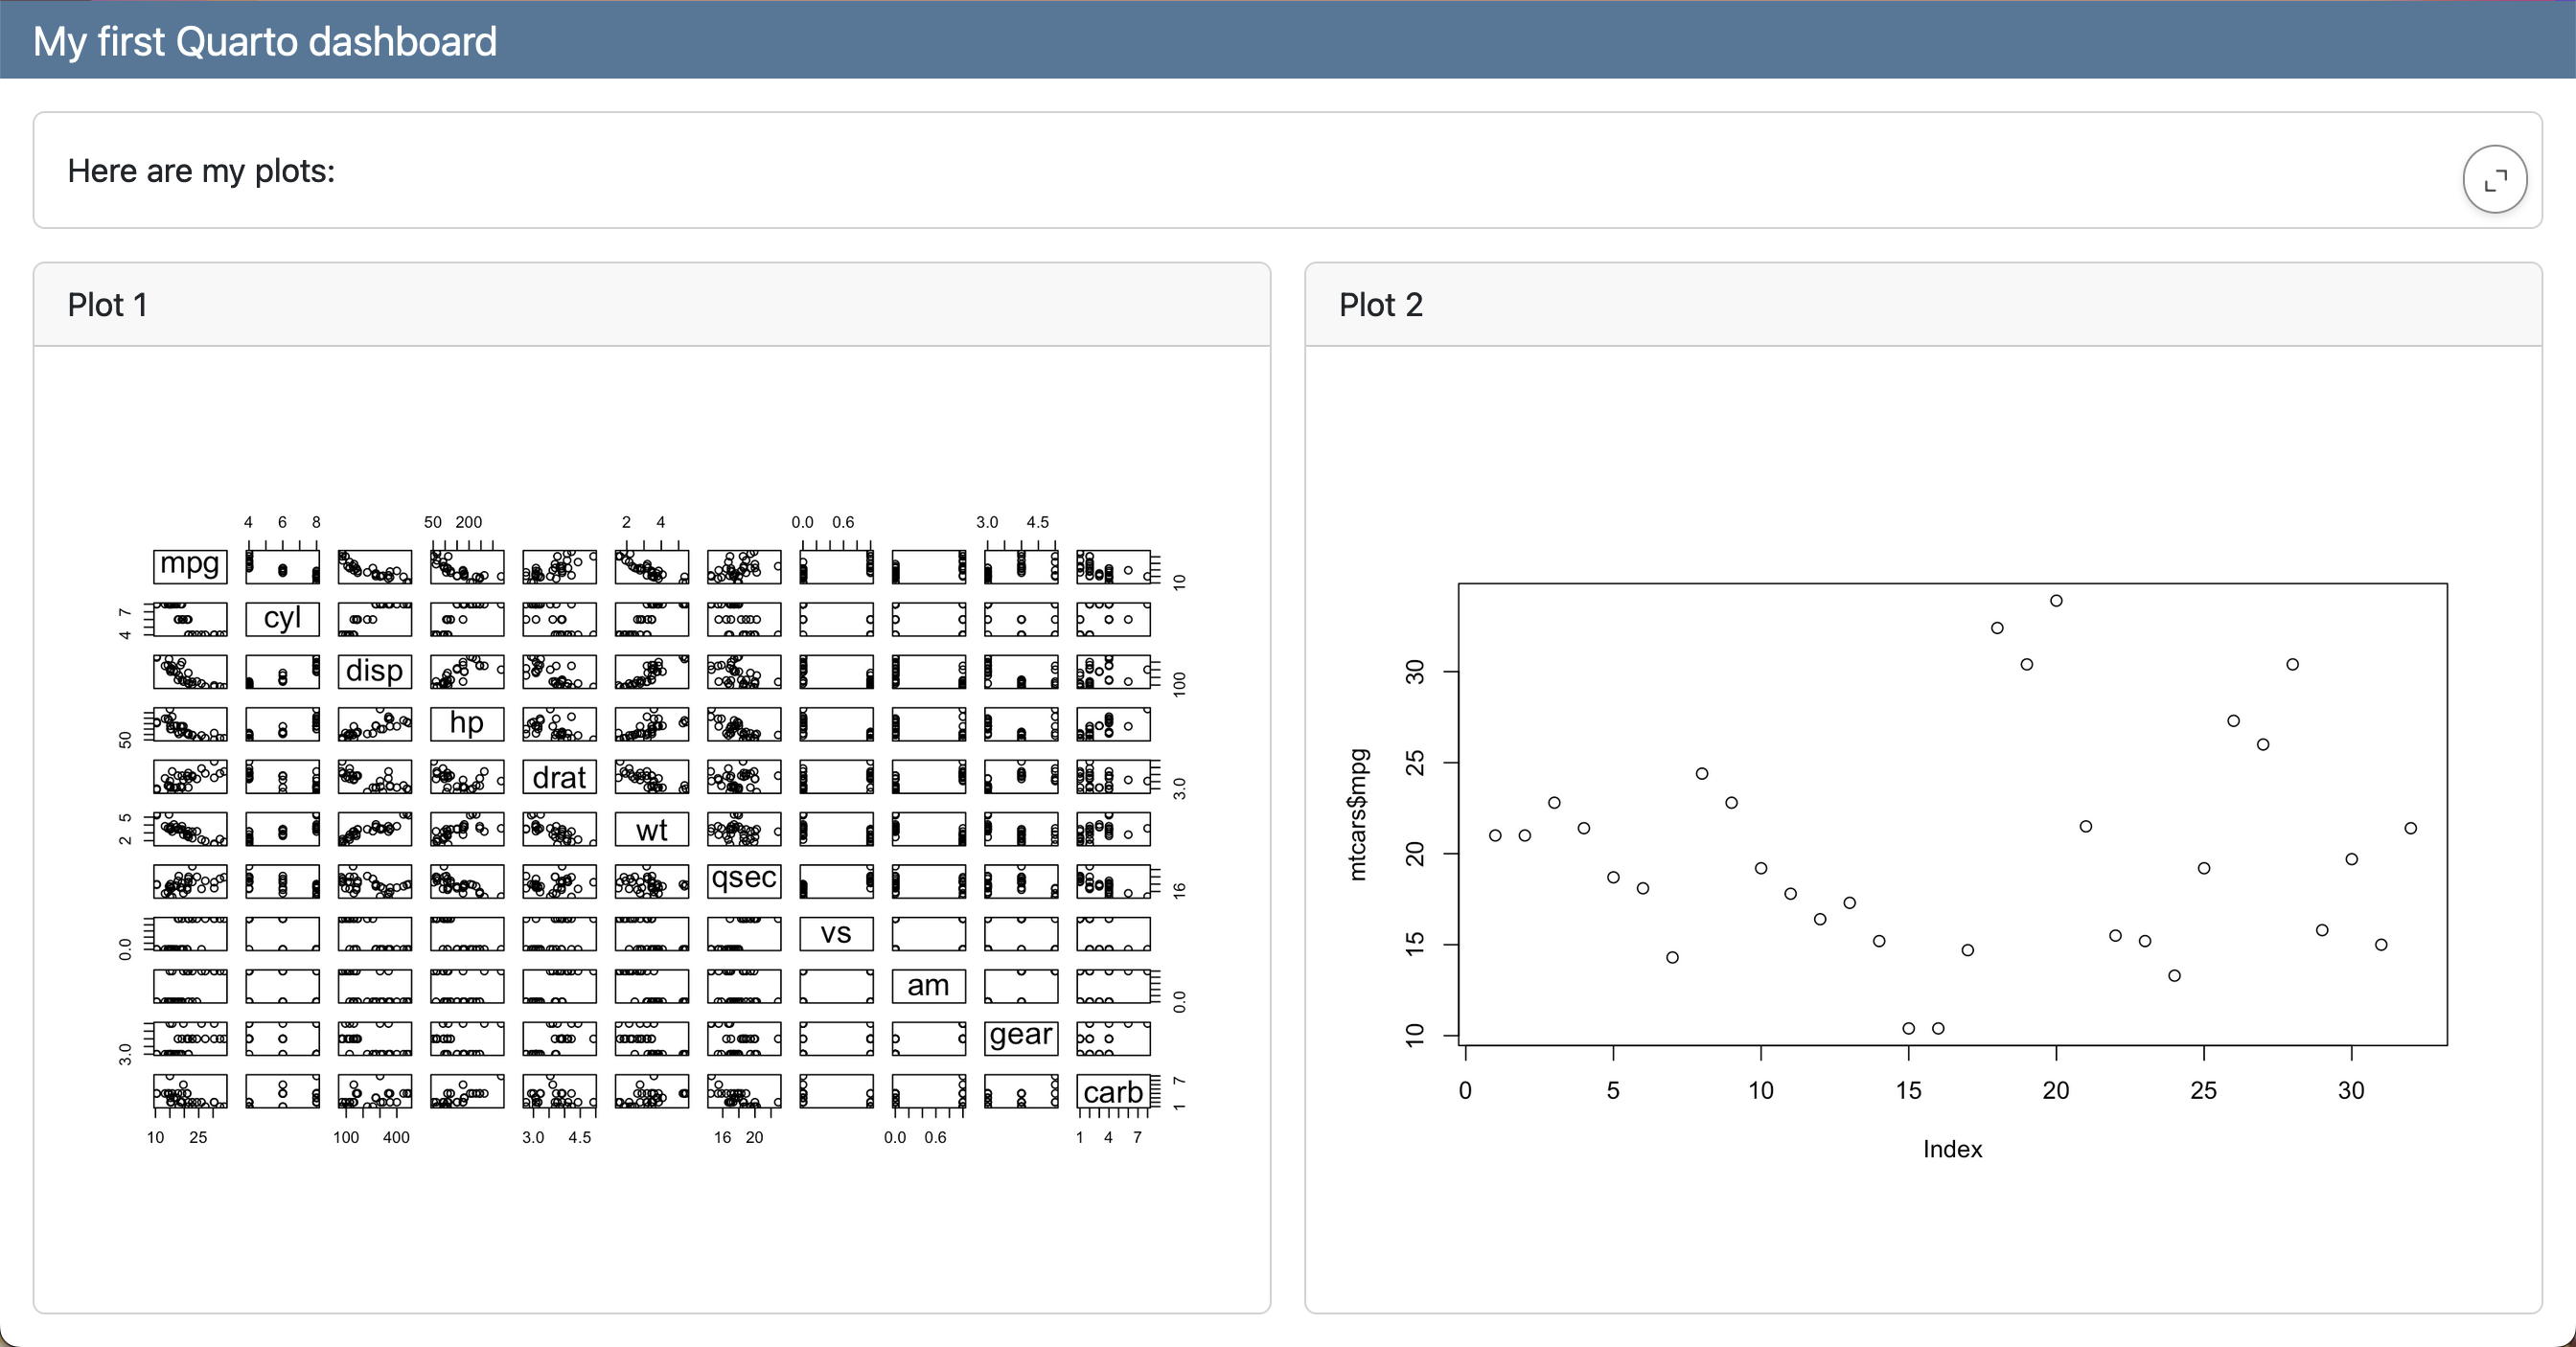 My first Quarto dashboard
Here are my plots:
Plot 1
Plot 2
4 6 8 50 200 2 4 0.0 0.6 3.0 4.5
mpg
10
7
4
cyl
disp
100
50
hp
drat
3.0
5
2
wt
qsec
16
0.0
vs
am
0.0
3.0
gear
carb
7
1
10 25 100 400 3.0 4.5 16 20 0.0 0.6 1 4 7
mtcars$mpg
30
25
20
15
10
0 5 10 15 20 25 30
Index